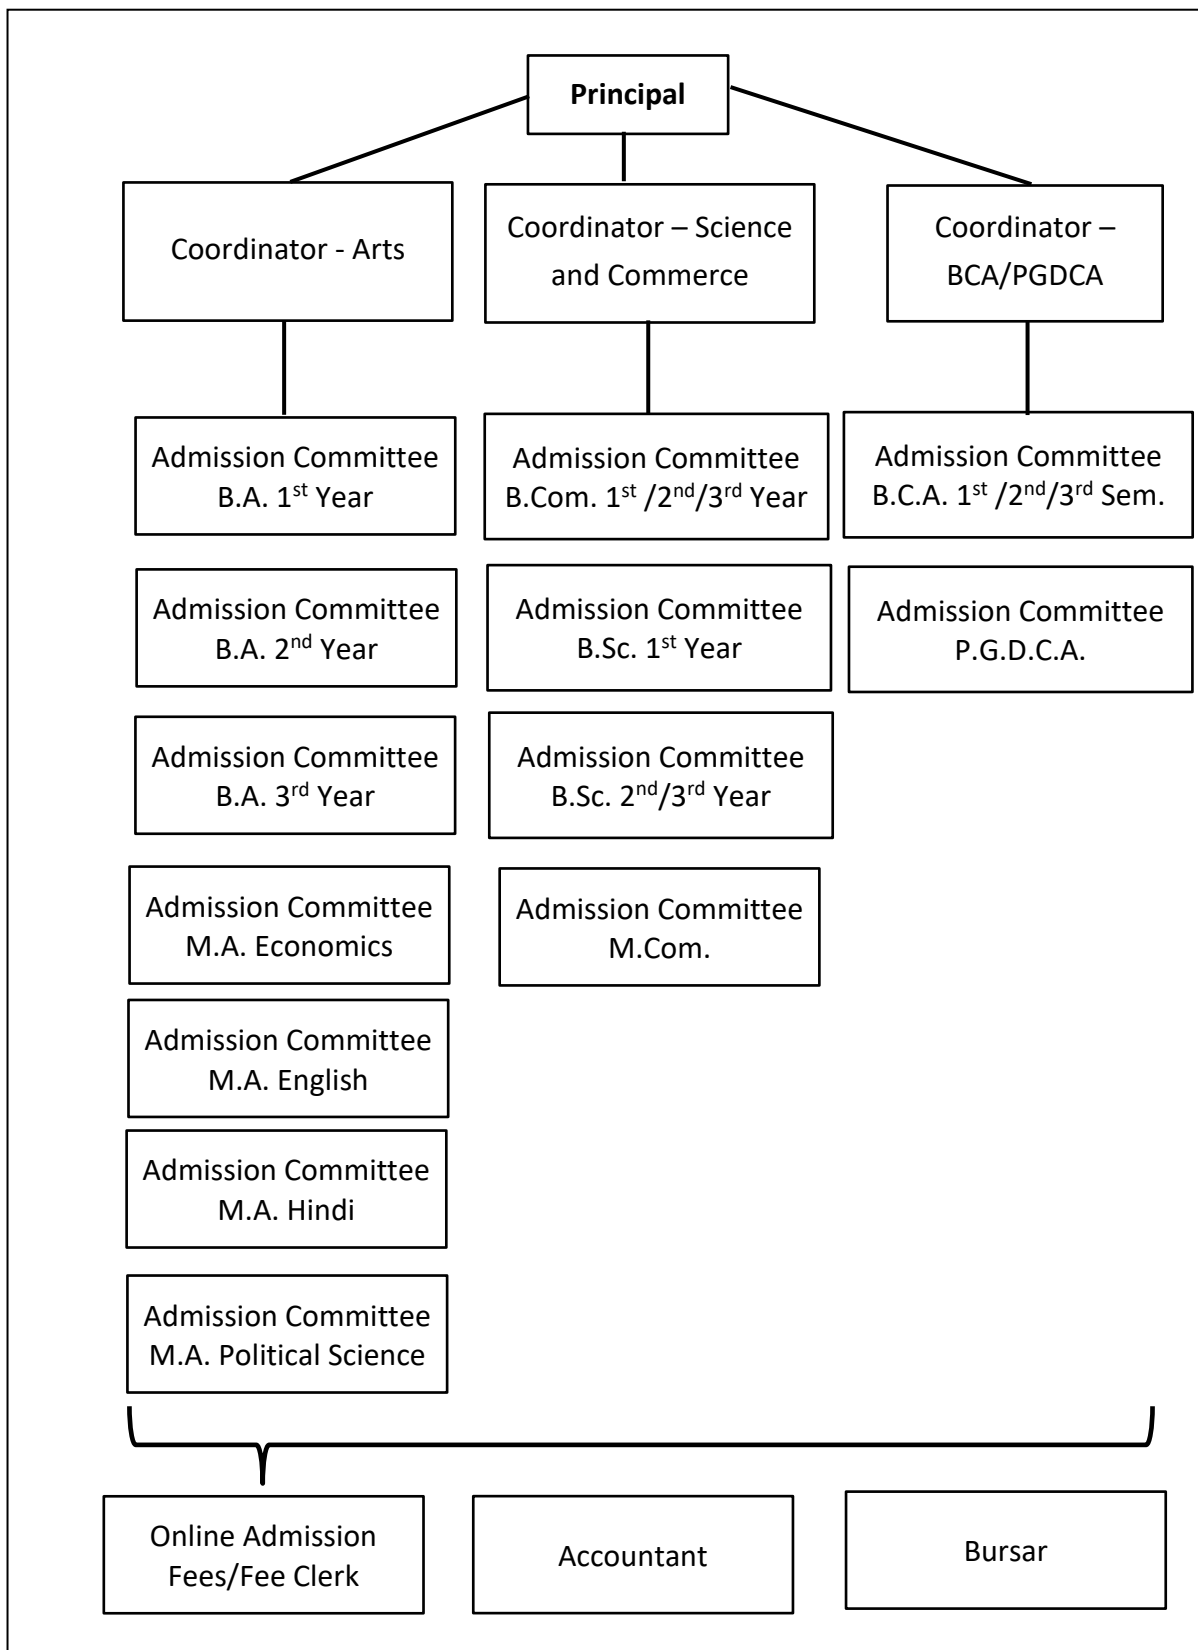 Principal
Coordinator - Arts
Coordinator – Science
and Commerce
Coordinator –
BCA/PGDCA
Admission Committee
B.A. 1st Year
Admission Committee
B.Com. 1st /2nd/3rd Year
Admission Committee
B.C.A. 1st /2nd/3rd Sem.
Admission Committee
B.A. 2nd Year
Admission Committee
B.Sc. 1st Year
Admission Committee
P.G.D.C.A.
Admission Committee
B.A. 3rd Year
Admission Committee
B.Sc. 2nd/3rd Year
Admission Committee
M.A. Economics
Admission Committee
M.Com.
Admission Committee
M.A. English
Admission Committee
M.A. Hindi
Admission Committee
M.A. Political Science
Online Admission
Fees/Fee Clerk
Accountant
Bursar